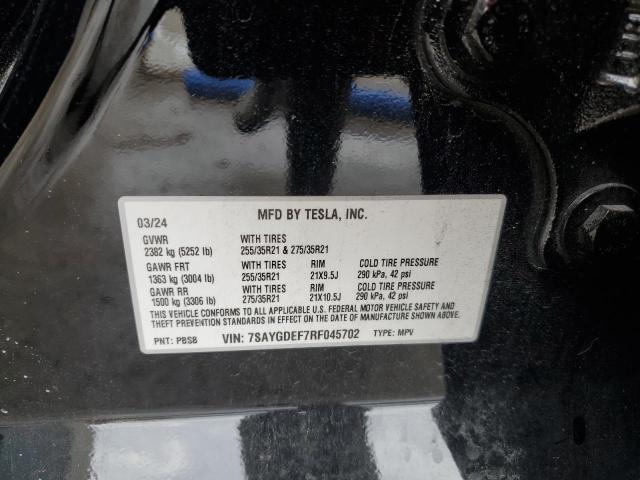 MFD BY TESLA, INC.
03/24
GVWR WITH TIRES
2382 kg (5252 lb) 255/35R21 & 275/35R21
GAWR FRT WITH TIRES RIM COLD TIRE PRESSURE
1363 kg (3004 lb) 255/35R21 21X9.5J 290 kPa, 42 psi
GAWR RR WITH TIRES RIM COLD TIRE PRESSURE
1500 kg (3306 lb) 275/35R21 21X10.5J 290 kPa, 42 psi
THIS VEHICLE CONFORMS TO ALL APPLICABLE U.S. FEDERAL MOTOR VEHICLE SAFETY AND
THEFT PREVENTION STANDARDS IN EFFECT ON THE DATE OF MANUFACTURE SHOWN ABOVE.
PNT: PBSB VIN: 7SAYGDEF7RF045702 TYPE: MPV